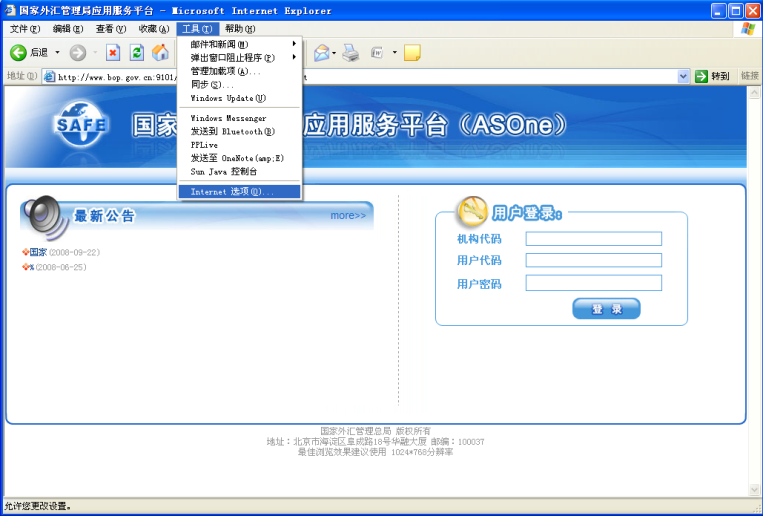 国家外汇管理局应用服务平台 - Microsoft Internet Explorer
文件(F) 编辑(E) 查看(V) 收藏(A) 工具(T) 帮助(H)
后退
地址(D) http://www.bop.gov.cn:9101/ t 转到 链接
邮件和新闻(M)
弹出窗口阻止程序(P)
管理加载项(A)...
同步(S)...
Windows Update(U)
Windows Messenger
发送到 Bluetooth(B)
PPLive
发送至 OneNote(amp;E)
Sun Java 控制台
Internet 选项(O)...
SAFE 国家 应用服务平台（ASOne）
最新公告 more>>
国家 (2008-09-22)
% (2008-06-25)
用户登录
机构代码
用户代码
用户密码
登 录
国家外汇管理总局 版权所有
地址：北京市海淀区阜成路18号华融大厦 邮编：100037
最佳浏览效果建议使用 1024*768分辨率
允许您更改设置。